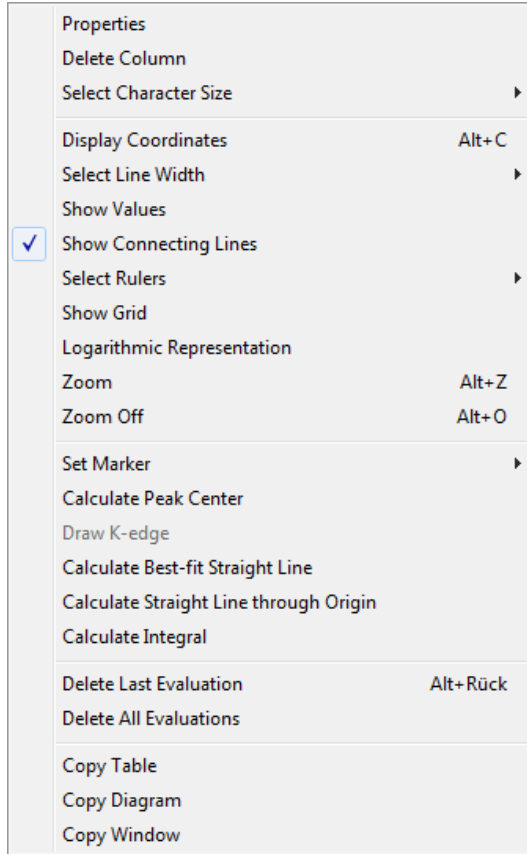 Properties
Delete Column
Select Character Size
Display Coordinates Alt+C
Select Line Width
Show Values
Show Connecting Lines
Select Rulers
Show Grid
Logarithmic Representation
Zoom Alt+Z
Zoom Off Alt+O
Set Marker
Calculate Peak Center
Draw K-edge
Calculate Best-fit Straight Line
Calculate Straight Line through Origin
Calculate Integral
Delete Last Evaluation Alt+Rück
Delete All Evaluations
Copy Table
Copy Diagram
Copy Window